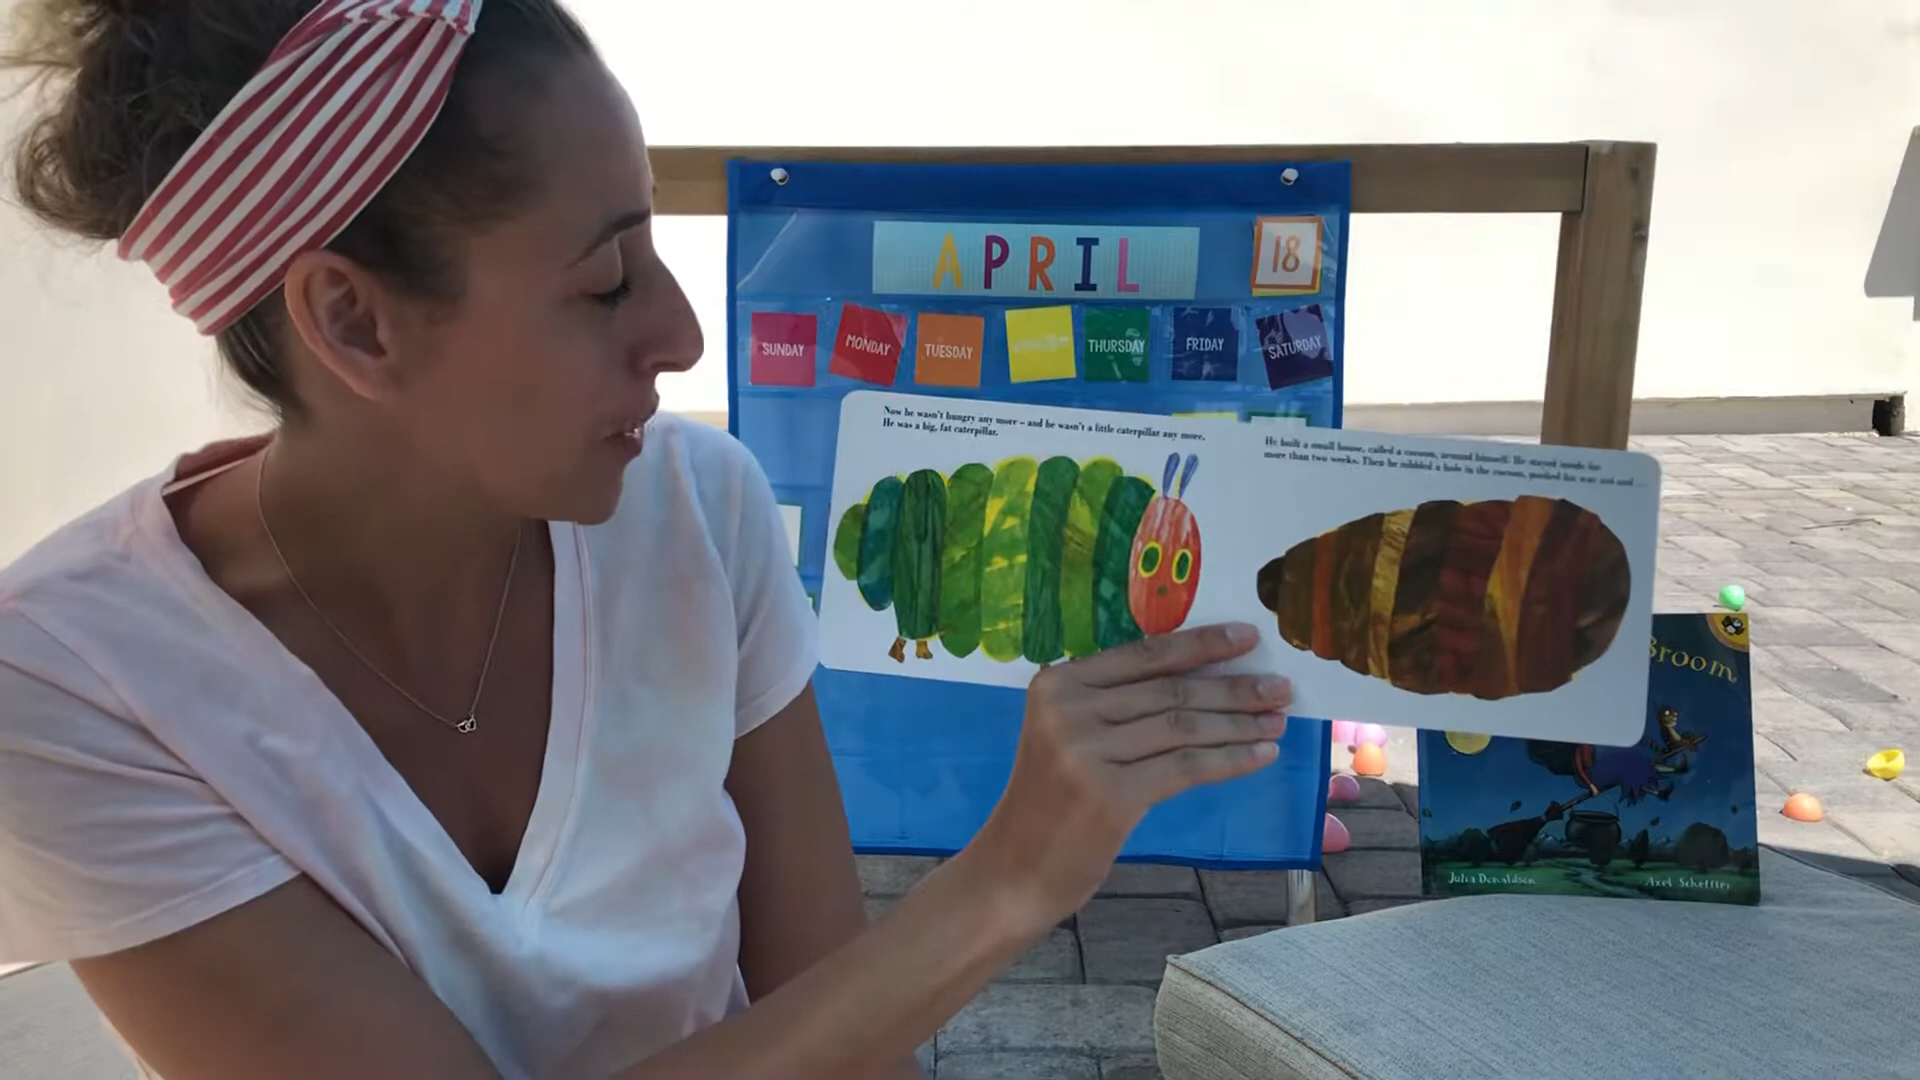 APRIL
18
SUNDAY
MONDAY
TUESDAY
THURSDAY
FRIDAY
SATURDAY
Now he wasn't hungry any more – and he wasn't a little caterpillar any more.
He was a big, fat caterpillar.
He built a small house, called a cocoon, around himself. He stayed inside for
more than two weeks. Then he nibbled a hole in the cocoon, pushed his way out and ...
Broom
Julia Donaldson
Axel Scheffler